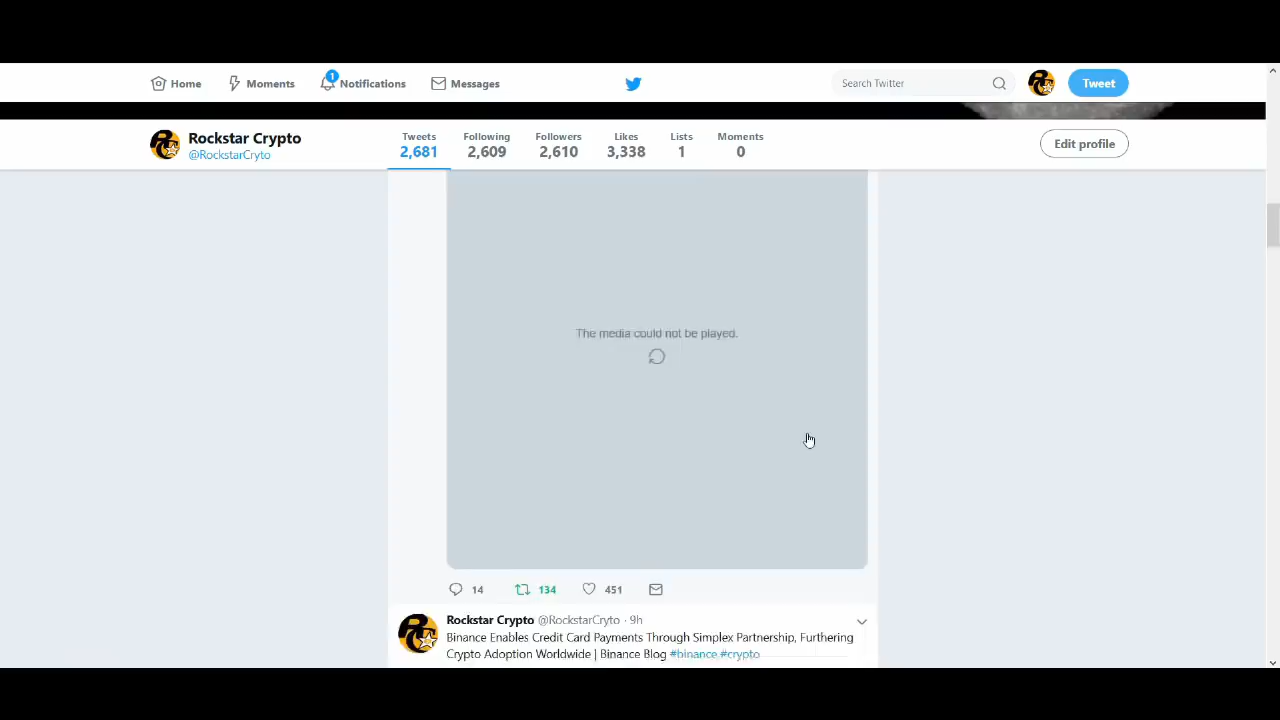 Home Moments 1 Notifications Messages Search Twitter Tweet
Rockstar Crypto
@RockstarCryto
Tweets Following Followers Likes Lists Moments
2,681 2,609 2,610 3,338 1 0
Edit profile
The media could not be played.
14 134 451
Rockstar Crypto @RockstarCryto · 9h
Binance Enables Credit Card Payments Through Simplex Partnership, Furthering
Crypto Adoption Worldwide | Binance Blog #binance #crypto